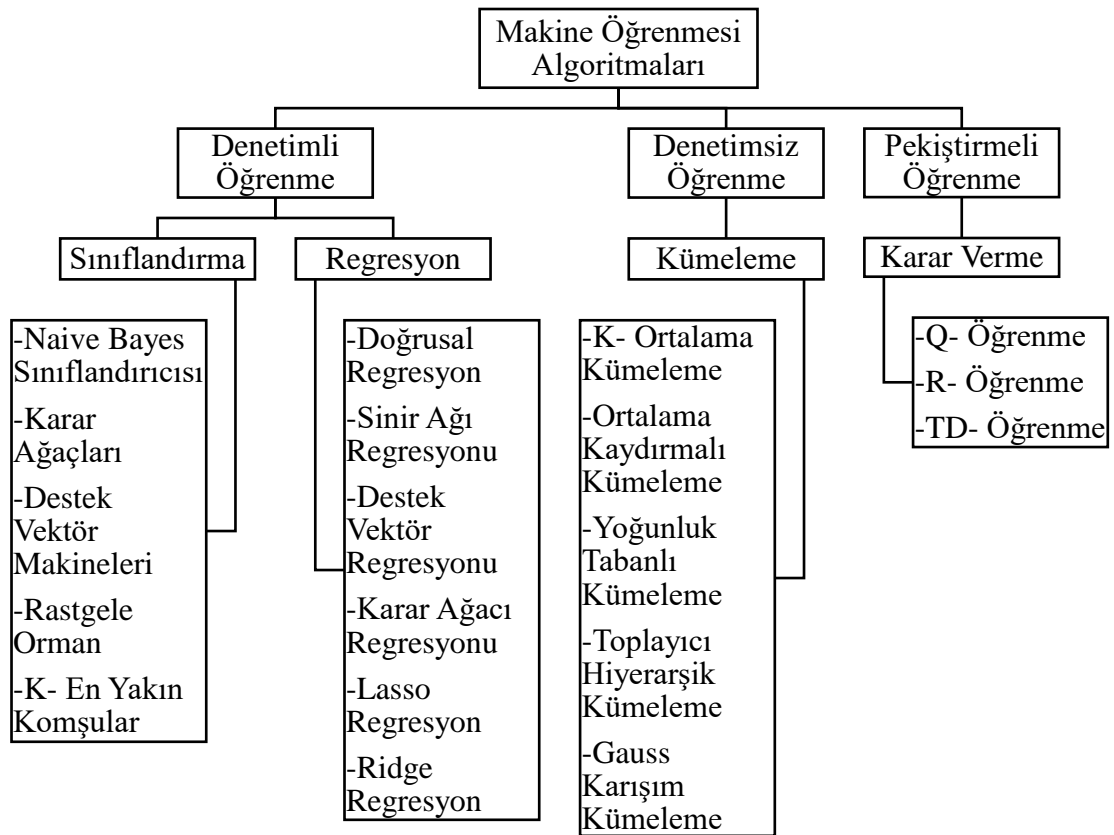 Makine Öğrenmesi
Algoritmaları
Denetimli
Öğrenme
Denetimsiz
Öğrenme
Pekiştirmeli
Öğrenme
Sınıflandırma
Regresyon
Kümeleme
Karar Verme
-Naive Bayes
Sınıflandırıcısı
-Karar
Ağaçları
-Destek
Vektör
Makineleri
-Rastgele
Orman
-K- En Yakın
Komşular
-Doğrusal
Regresyon
-Sinir Ağı
Regresyonu
-Destek
Vektör
Regresyonu
-Karar Ağacı
Regresyonu
-Lasso
Regresyon
-Ridge
Regresyon
-K- Ortalama
Kümeleme
-Ortalama
Kaydırmalı
Kümeleme
-Yoğunluk
Tabanlı
Kümeleme
-Toplayıcı
Hiyerarşik
Kümeleme
-Gauss
Karışım
Kümeleme
-Q- Öğrenme
-R- Öğrenme
-TD- Öğrenme